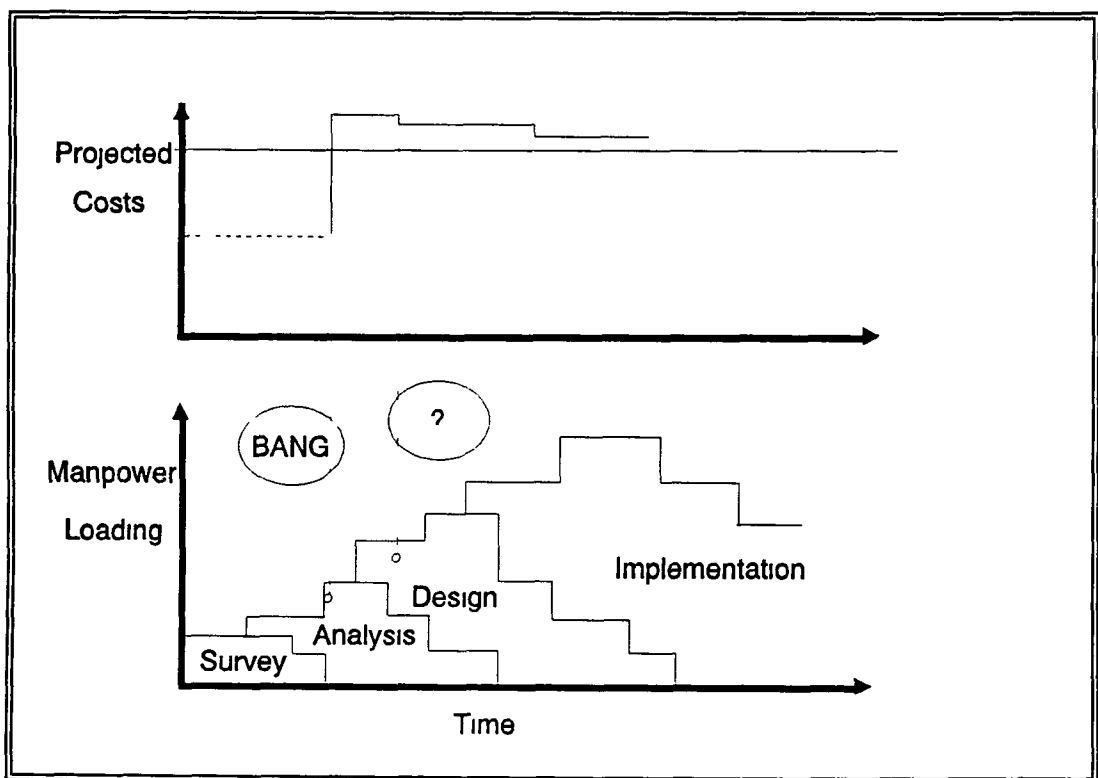 Projected
Costs
BANG
?
Manpower
Loading
Implementation
Design
Analysis
Survey
Time